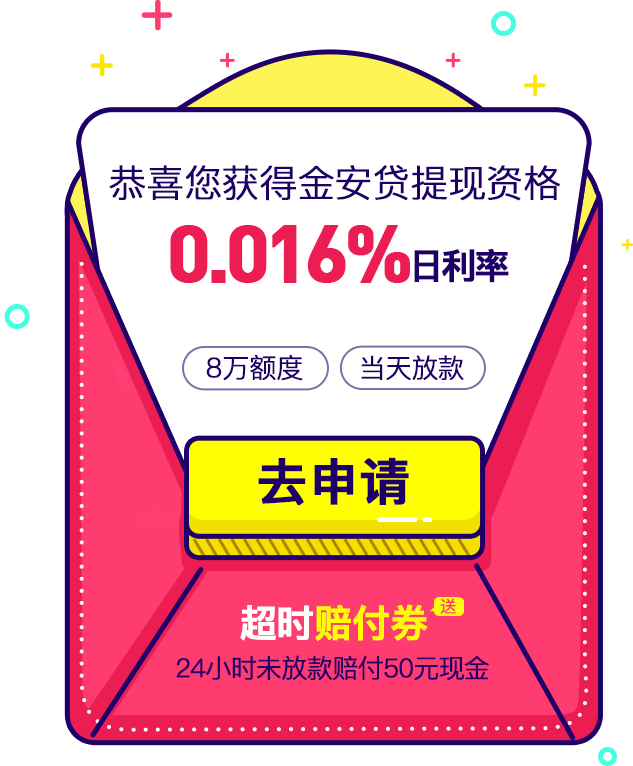 恭喜您获得金安贷提现资格
0.016%日利率
8万额度 当天放款
去申请
超时赔付券 送
24小时未放款赔付50元现金